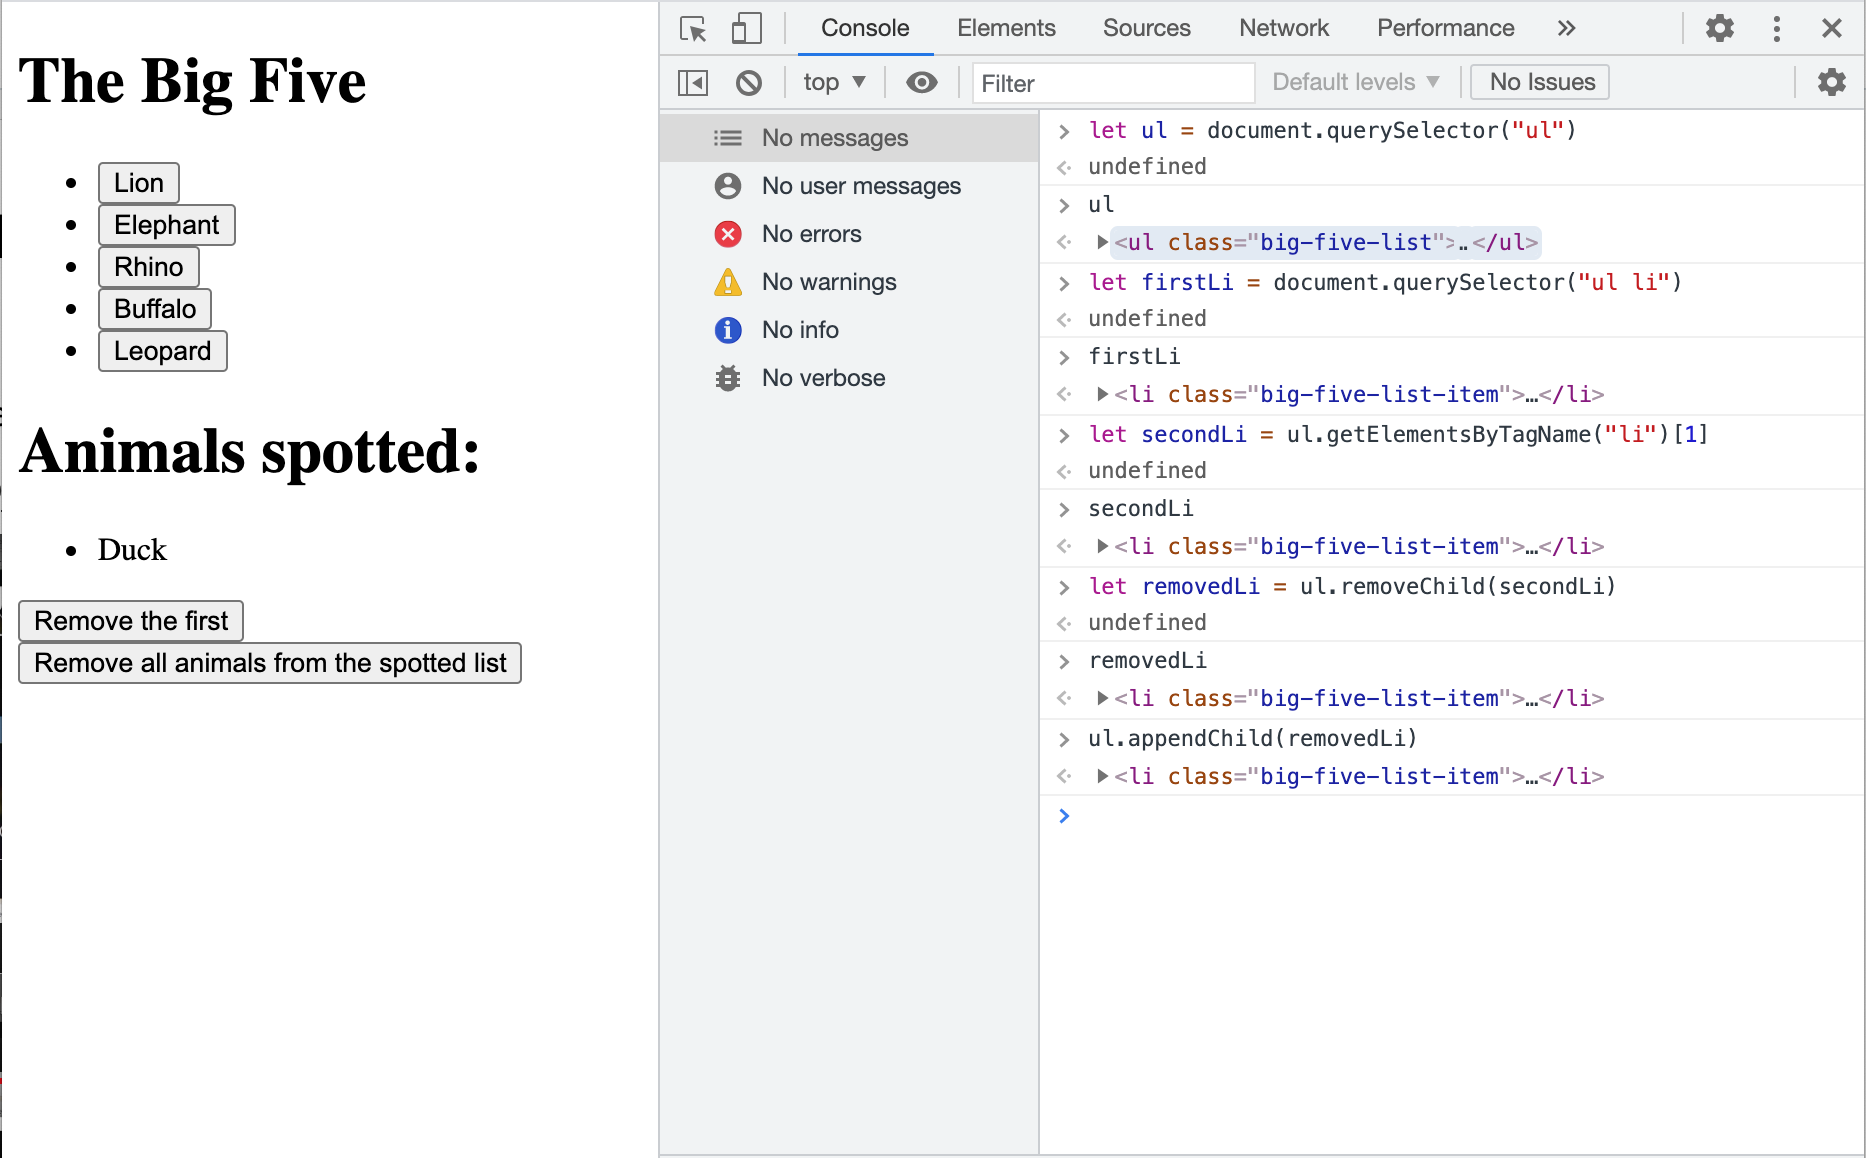 The Big Five
Lion
Elephant
Rhino
Buffalo
Leopard
Animals spotted:
Duck
Remove the first
Remove all animals from the spotted list
Console Elements Sources Network Performance
top Filter Default levels No Issues
No messages
No user messages
No errors
No warnings
No info
No verbose
let ul = document.querySelector("ul")
undefined
ul
<ul class="big-five-list">…</ul>
let firstLi = document.querySelector("ul li")
undefined
firstLi
<li class="big-five-list-item">…</li>
let secondLi = ul.getElementsByTagName("li")[1]
undefined
secondLi
<li class="big-five-list-item">…</li>
let removedLi = ul.removeChild(secondLi)
undefined
removedLi
<li class="big-five-list-item">…</li>
ul.appendChild(removedLi)
<li class="big-five-list-item">…</li>